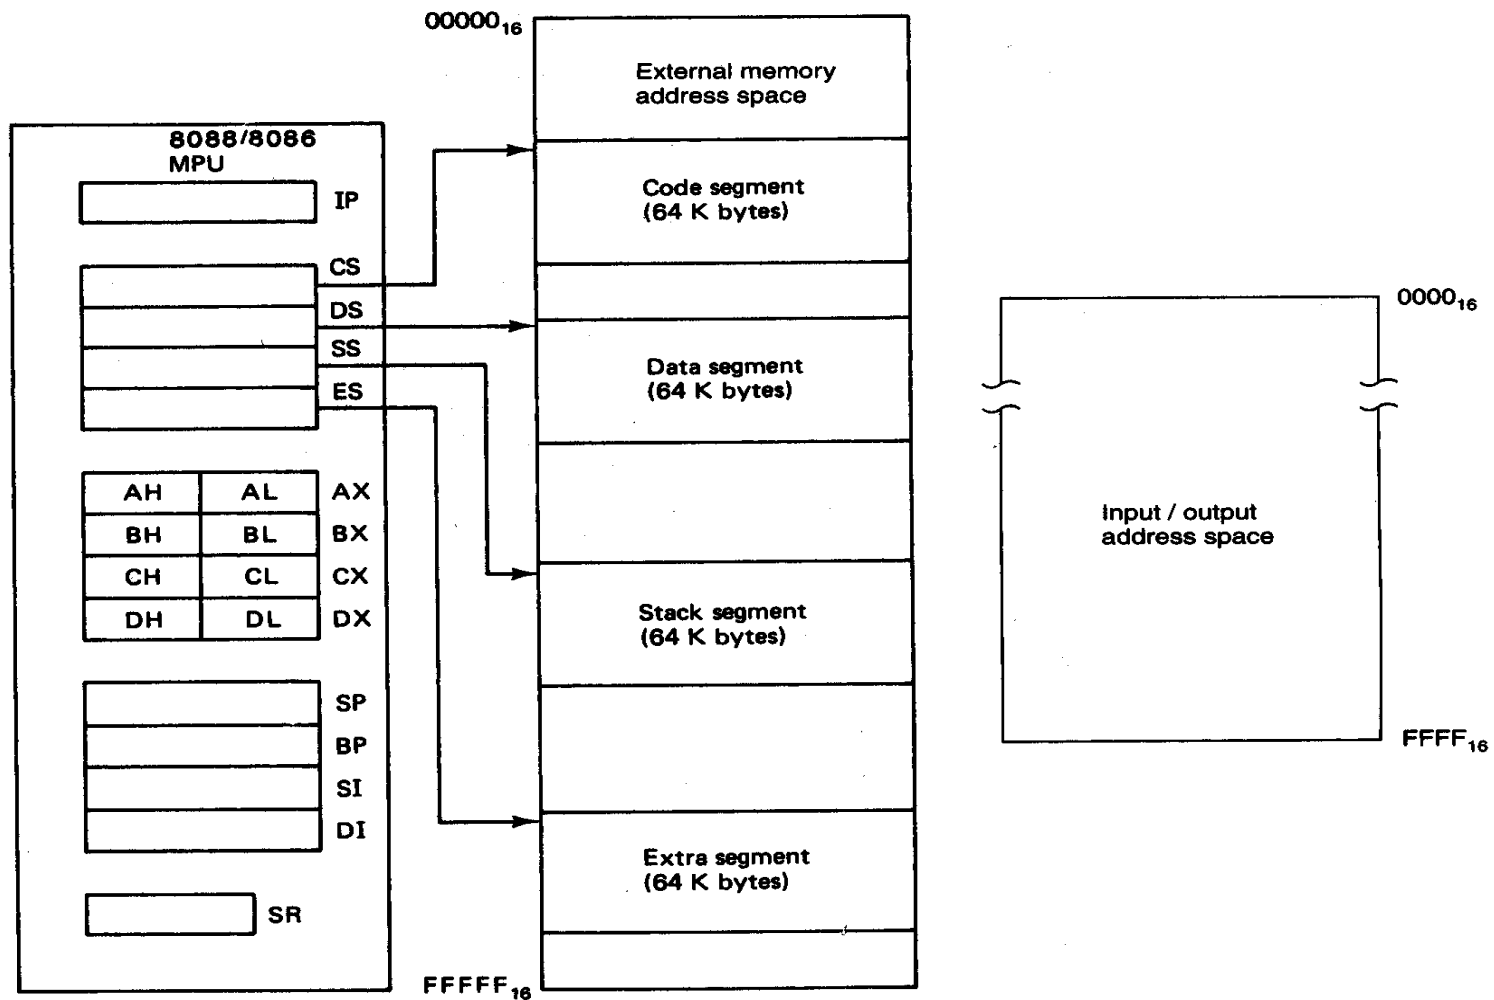 00000₁₆
External memory
address space
8088/8086
MPU
IP
Code segment
(64 K bytes)
CS
DS
SS
ES
Data segment
(64 K bytes)
AH AL AX
BH BL BX
CH CL CX
DH DL DX
Stack segment
(64 K bytes)
SP
BP
SI
DI
Extra segment
(64 K bytes)
SR
FFFFF₁₆
0000₁₆
Input / output
address space
FFFF₁₆